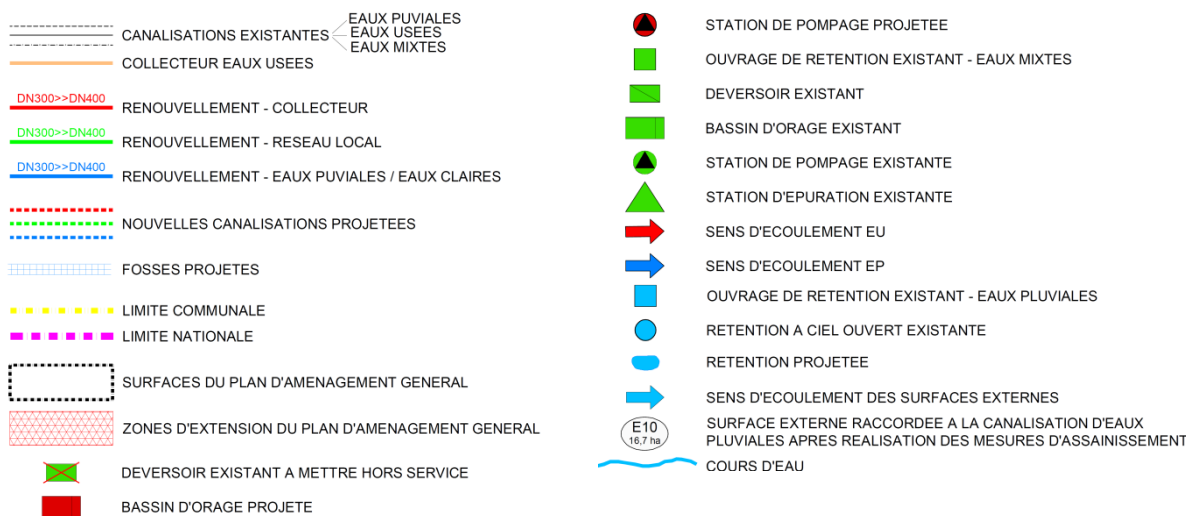 CANALISATIONS EXISTANTES
EAUX PUVIALES
EAUX USEES
EAUX MIXTES
COLLECTEUR EAUX USEES
DN300>>DN400
RENOUVELLEMENT - COLLECTEUR
DN300>>DN400
RENOUVELLEMENT - RESEAU LOCAL
DN300>>DN400
RENOUVELLEMENT - EAUX PUVIALES / EAUX CLAIRES
NOUVELLES CANALISATIONS PROJETEES
FOSSES PROJETES
LIMITE COMMUNALE
LIMITE NATIONALE
SURFACES DU PLAN D'AMENAGEMENT GENERAL
ZONES D'EXTENSION DU PLAN D'AMENAGEMENT GENERAL
DEVERSOIR EXISTANT A METTRE HORS SERVICE
BASSIN D'ORAGE PROJETE
STATION DE POMPAGE PROJETEE
OUVRAGE DE RETENTION EXISTANT - EAUX MIXTES
DEVERSOIR EXISTANT
BASSIN D'ORAGE EXISTANT
STATION DE POMPAGE EXISTANTE
STATION D'EPURATION EXISTANTE
SENS D'ECOULEMENT EU
SENS D'ECOULEMENT EP
OUVRAGE DE RETENTION EXISTANT - EAUX PLUVIALES
RETENTION A CIEL OUVERT EXISTANTE
RETENTION PROJETEE
SENS D'ECOULEMENT DES SURFACES EXTERNES
E10
16,7 ha
SURFACE EXTERNE RACCORDEE A LA CANALISATION D'EAUX
PLUVIALES APRES REALISATION DES MESURES D'ASSAINISSEMENT
COURS D'EAU